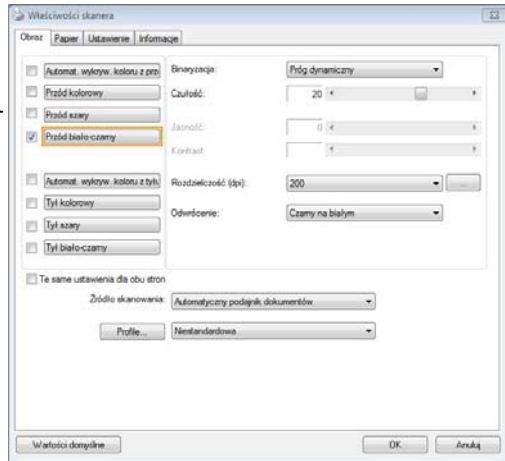 Właściwości skanera
Obraz Papier Ustawienie Informacje
Automat. wykryw. koloru z prz
Przód kolorowy
Przód szary
Przód biało-czarny
Automat. wykryw. koloru z tyłu
Tył kolorowy
Tył szary
Tył biało-czarny
Binaryzacja: Próg dynamiczny
Czułość: 20
Jasność: 0
Kontrast:
Rozdzielczość (dpi): 200 ...
Odwrócenie: Czarny na białym
Te same ustawienia dla obu stron
Źródło skanowania: Automatyczny podajnik dokumentów
Profile... Niestandardowa
Wartości domyślne OK Anuluj